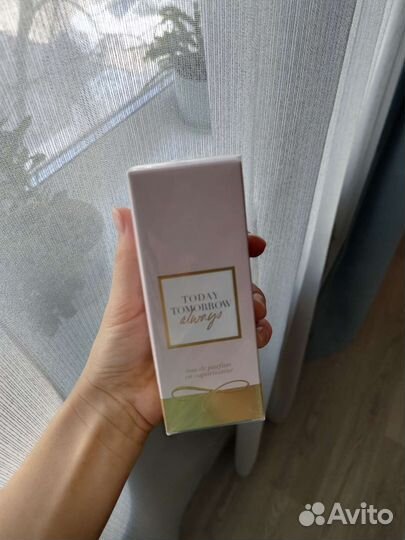 TODAY
TOMORROW
always
eau de parfum
en vaporisateur
Avito